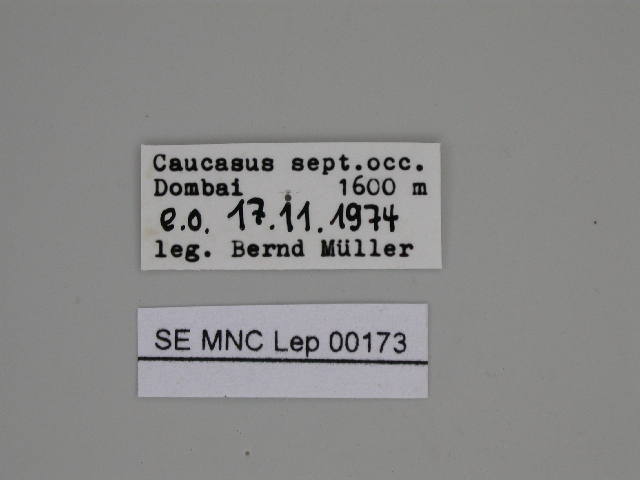 Caucasus sept.occ.
Dombai 1600 m
e.o. 17.11.1974
leg. Bernd Müller
SE MNC Lep 00173